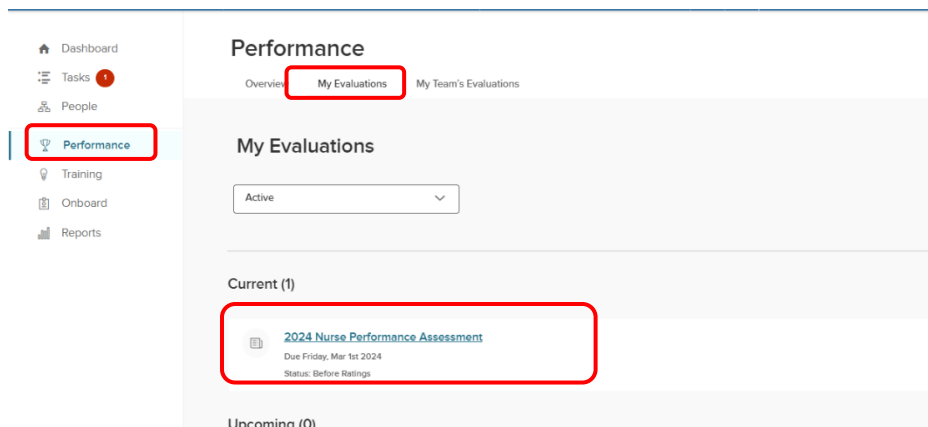 Dashboard
Tasks 1
People
Performance
Training
Onboard
Reports
Performance
Overview My Evaluations My Team's Evaluations
My Evaluations
Active
Current (1)
2024 Nurse Performance Assessment
Due Friday, Mar 1st 2024
Status: Before Ratings
Upcoming (0)